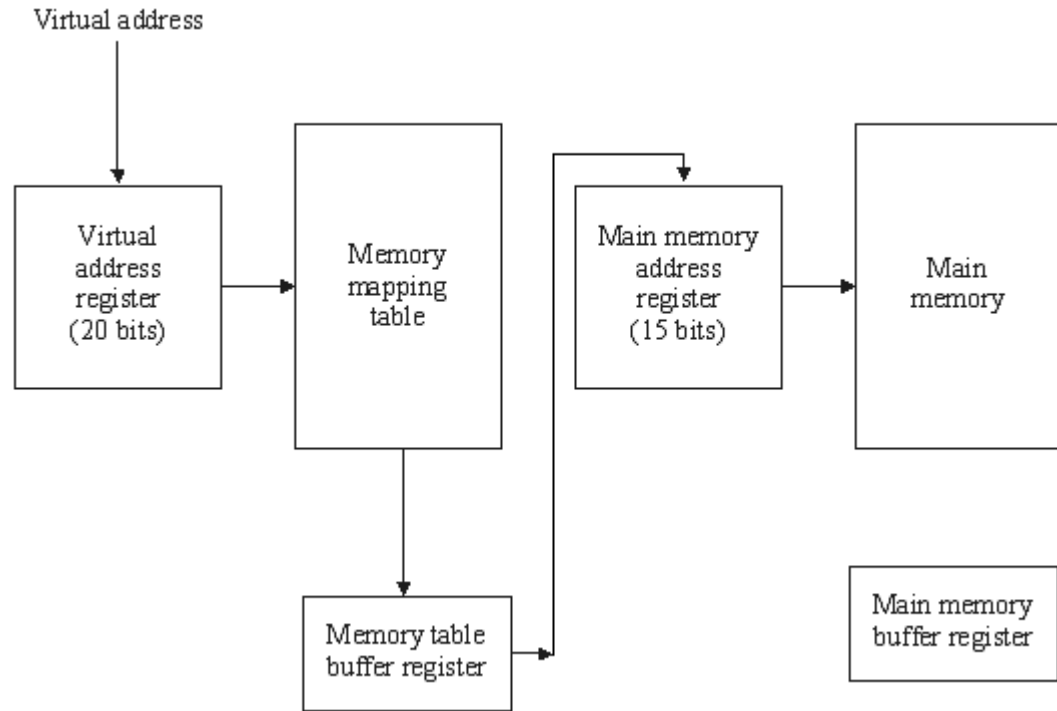 Virtual address
Virtual
address
register
(20 bits)
Memory
mapping
table
Main memory
address
register
(15 bits)
Main
memory
Memory table
buffer register
Main memory
buffer register